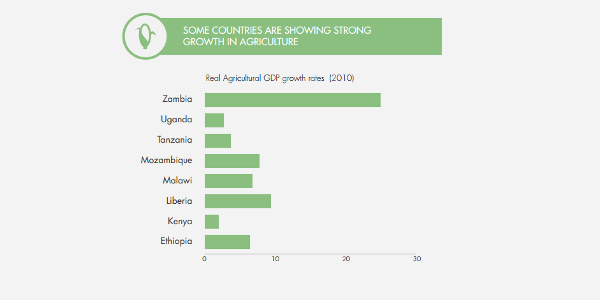 SOME COUNTRIES ARE SHOWING STRONG
GROWTH IN AGRICULTURE
Real Agricultural GDP growth rates (2010)
Zambia
Uganda
Tanzania
Mozambique
Malawi
Liberia
Kenya
Ethiopia
0 10 20 30